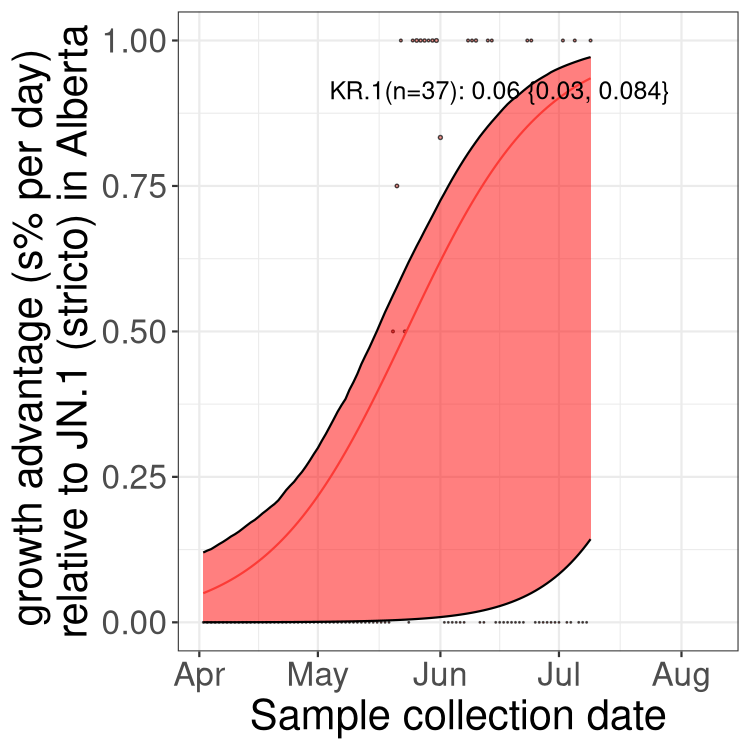 growth advantage (s% per day)
relative to JN.1 (stricto) in Alberta
1.00
0.75
0.50
0.25
0.00
KR.1(n=37): 0.06 {0.03, 0.084}
Apr May Jun Jul Aug
Sample collection date